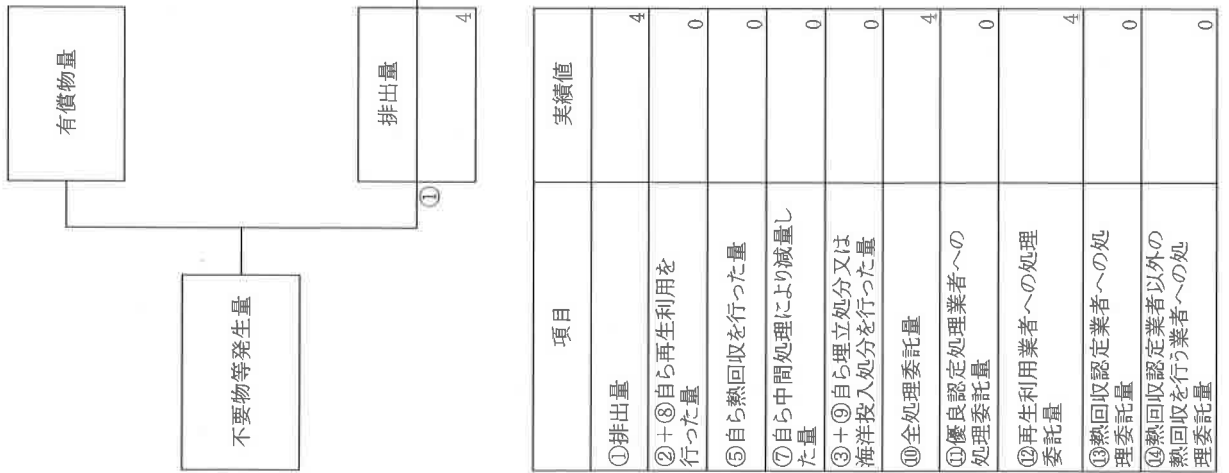 有償物量
不要物等発生量
①
排出量
4
項目
実績値
①排出量
4
②+⑧自ら再生利用を
行った量
0
⑤自ら熱回収を行った量
0
⑦自ら中間処理により減量し
た量
0
③+⑨自ら埋立処分又は
海洋投入処分を行った量
0
⑩全処理委託量
4
⑪優良認定処理業者への
処理委託量
0
⑫再生利用業者への処理
委託量
4
⑬熱回収認定業者への処
理委託量
0
⑭熱回収認定業者以外の
熱回収を行う業者への処
理委託量
0